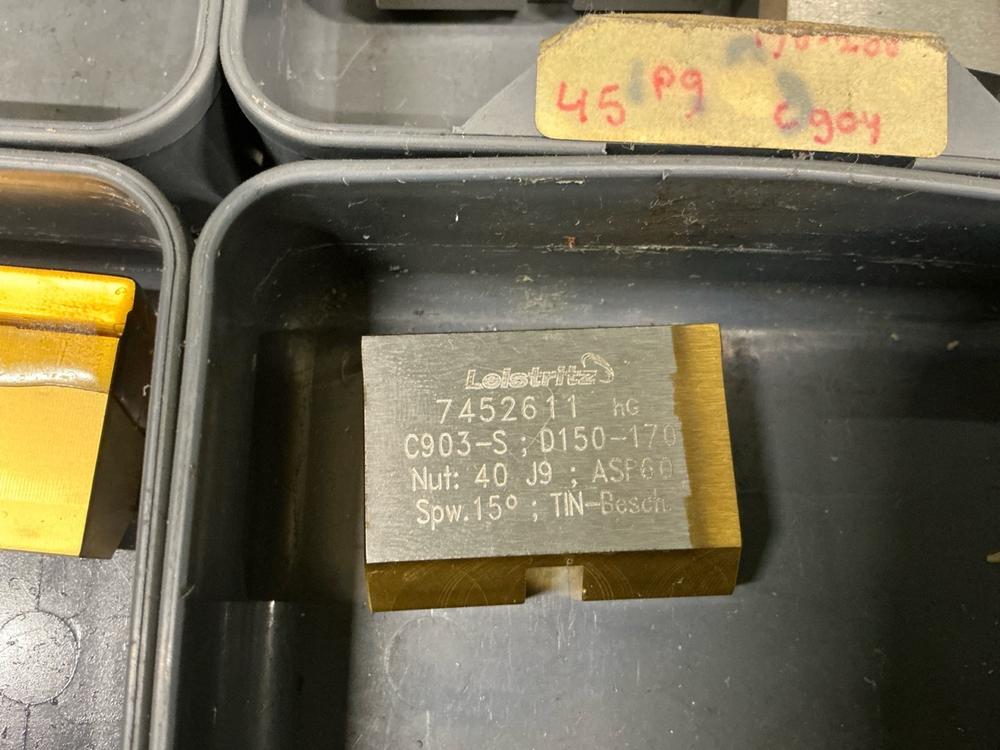 45 P9
C904
Leistritz
7452611 hG
C903-S ; D150-170
Nut: 40 J9 ; ASP60
Spw.15° ; TIN-Besch.